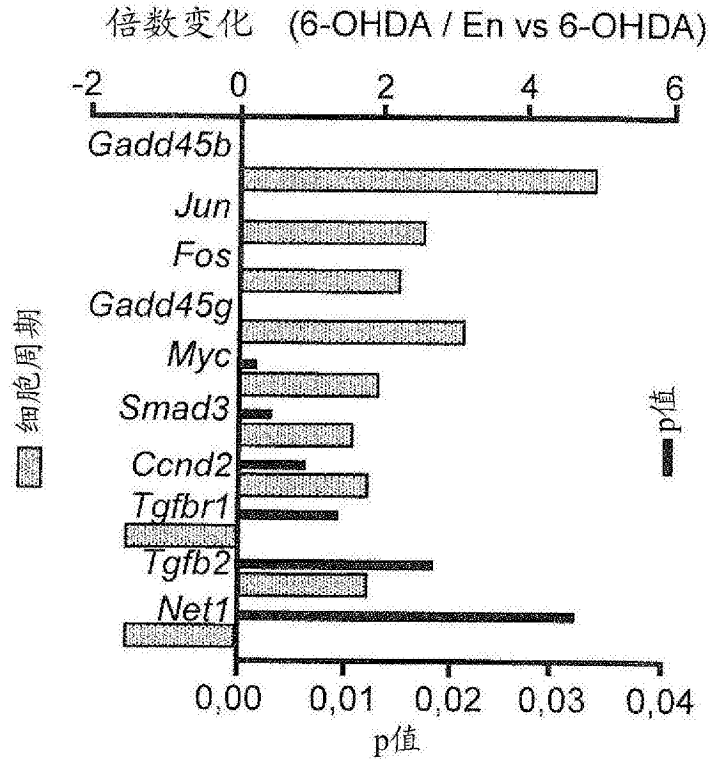 倍数变化 (6-OHDA / En vs 6-OHDA)
-2 0 2 4 6
Gadd45b
Jun
Fos
Gadd45g
Myc
Smad3
Ccnd2
Tgfbr1
Tgfb2
Net1
细胞周期
p值
0,00 0,01 0,02 0,03 0,04
p值